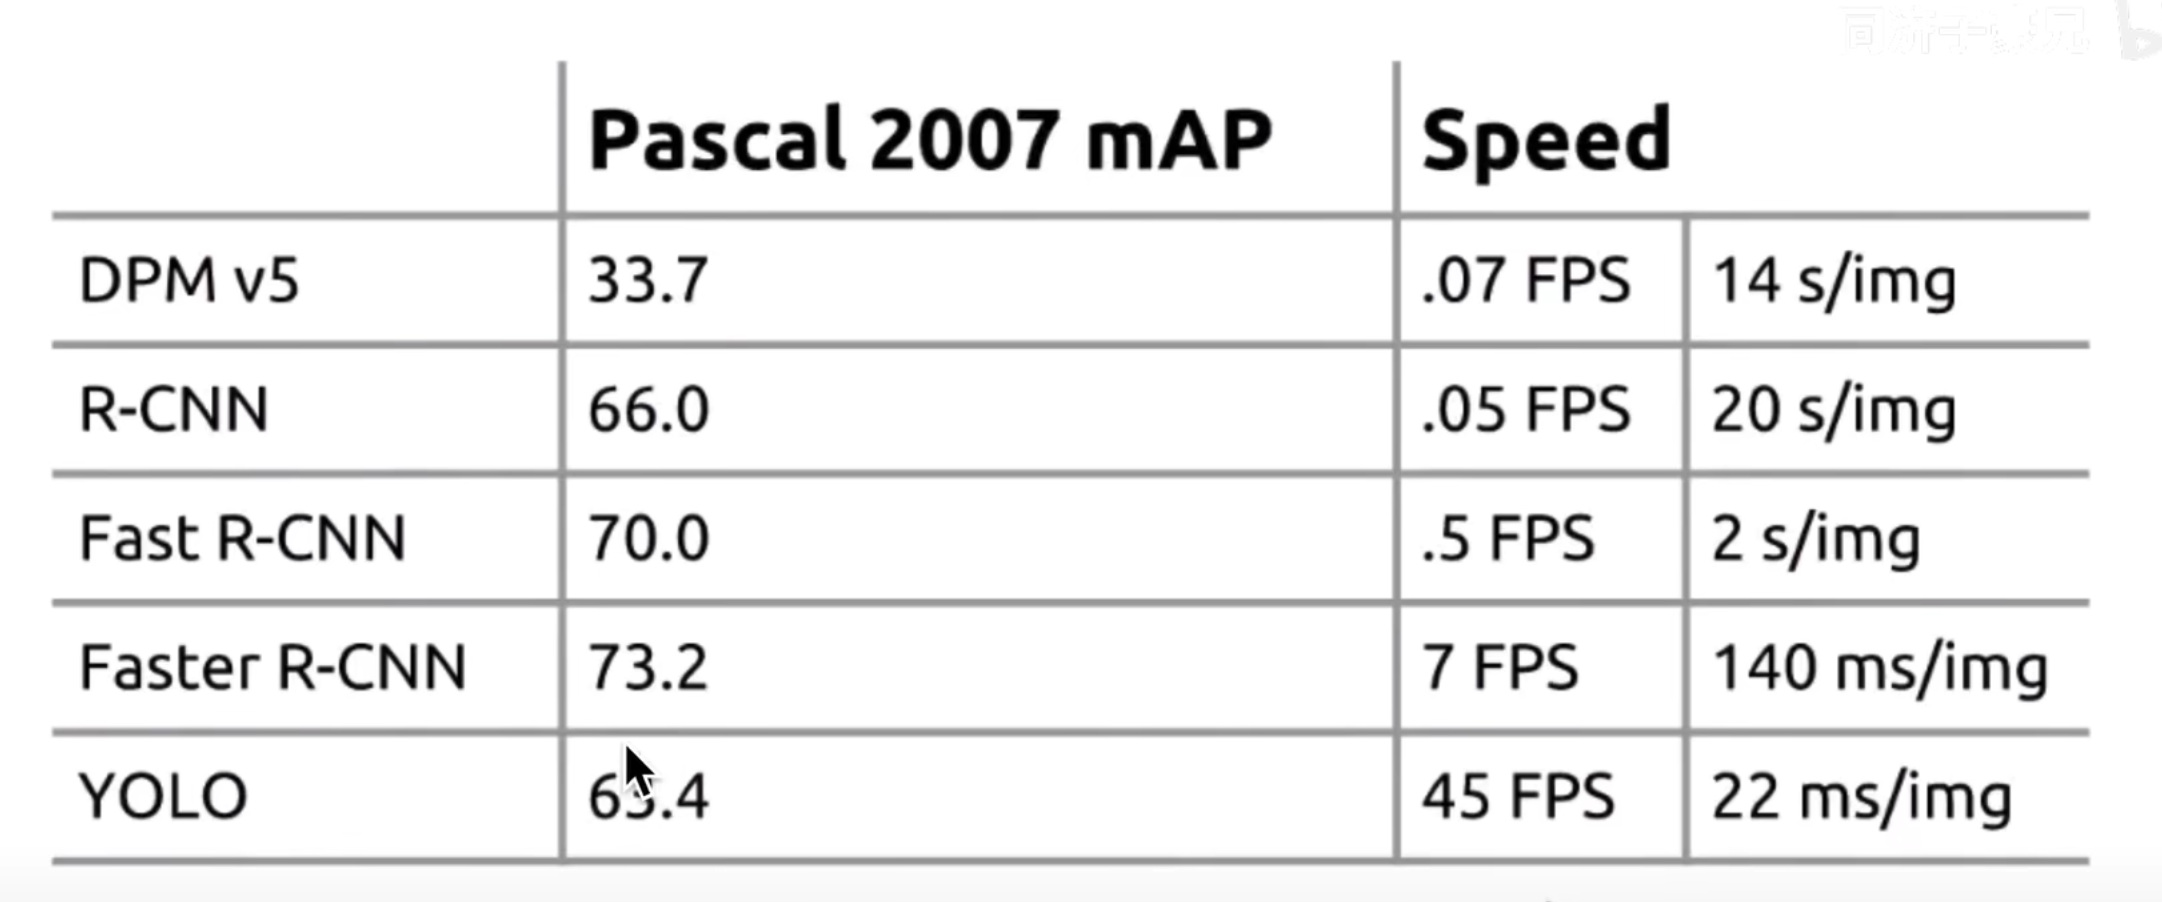 Pascal 2007 mAP Speed
DPM v5 33.7 .07 FPS 14 s/img
R-CNN 66.0 .05 FPS 20 s/img
Fast R-CNN 70.0 .5 FPS 2 s/img
Faster R-CNN 73.2 7 FPS 140 ms/img
YOLO 63.4 45 FPS 22 ms/img